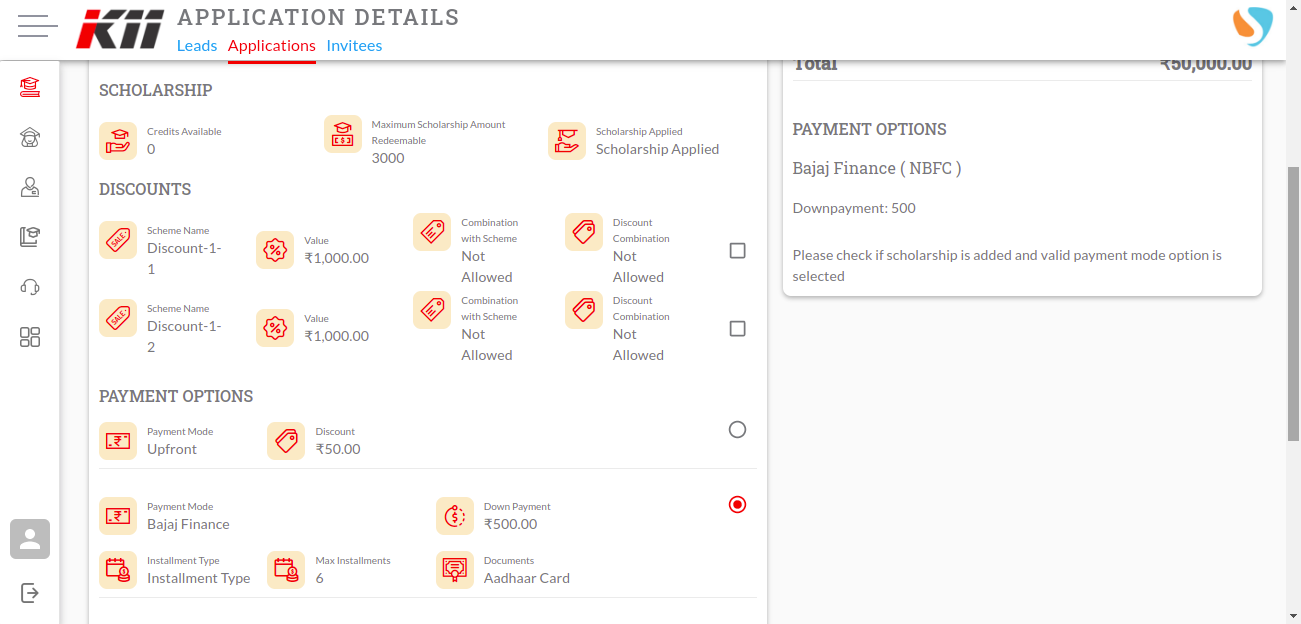 K11
APPLICATION DETAILS
Leads Applications Invitees
SCHOLARSHIP
Credits Available
0
Maximum Scholarship Amount
Redeemable
3000
Scholarship Applied
Scholarship Applied
DISCOUNTS
SALE
Scheme Name
Discount-1-
1
Value
₹1,000.00
Combination
with Scheme
Not
Allowed
Discount
Combination
Not
Allowed
SALE
Scheme Name
Discount-1-
2
Value
₹1,000.00
Combination
with Scheme
Not
Allowed
Discount
Combination
Not
Allowed
PAYMENT OPTIONS
Payment Mode
Upfront
Discount
₹50.00
Payment Mode
Bajaj Finance
Down Payment
₹500.00
Installment Type
Installment Type
Max Installments
6
Documents
Aadhaar Card
Total ₹50,000.00
PAYMENT OPTIONS
Bajaj Finance ( NBFC )
Downpayment: 500
Please check if scholarship is added and valid payment mode option is
selected